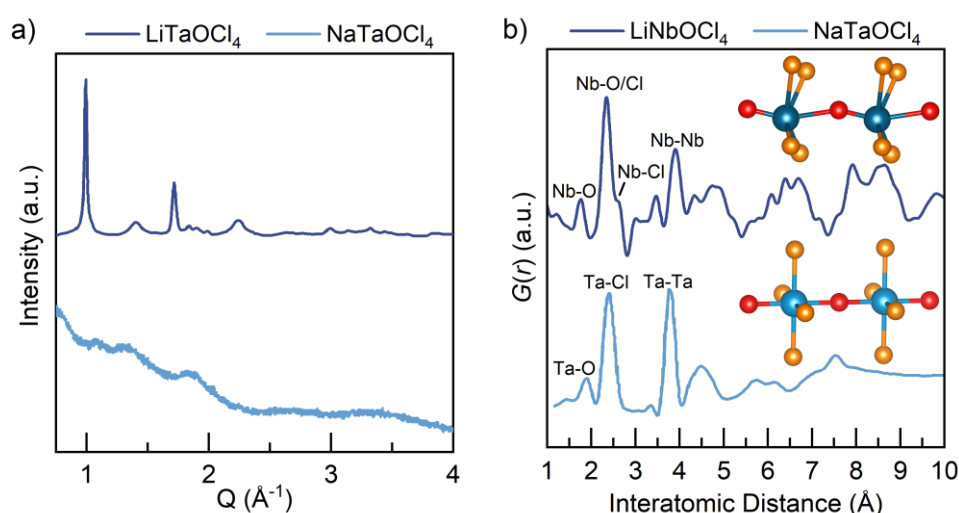 a)
LiTaOCl₄ NaTaOCl₄
Intensity (a.u.)
1 2 3 4
Q (Å⁻¹)
b)
LiNbOCl₄ NaTaOCl₄
G(r) (a.u.)
Nb-O/Cl
Nb-Nb
Nb-Cl
Nb-O
Ta-Cl Ta-Ta
Ta-O
1 2 3 4 5 6 7 8 9 10
Interatomic Distance (Å)